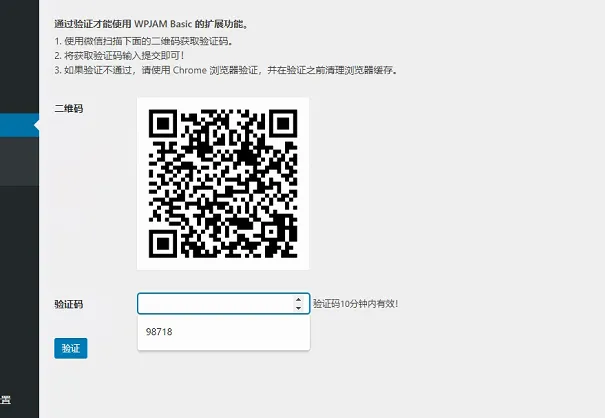 通过验证才能使用 WPJAM Basic 的扩展功能。
1. 使用微信扫描下面的二维码获取验证码。
2. 将获取验证码输入提交即可！
3. 如果验证不通过，请使用 Chrome 浏览器验证，并在验证之前清理浏览器缓存。
二维码
验证码
验证码10分钟内有效！
98718
验证
置